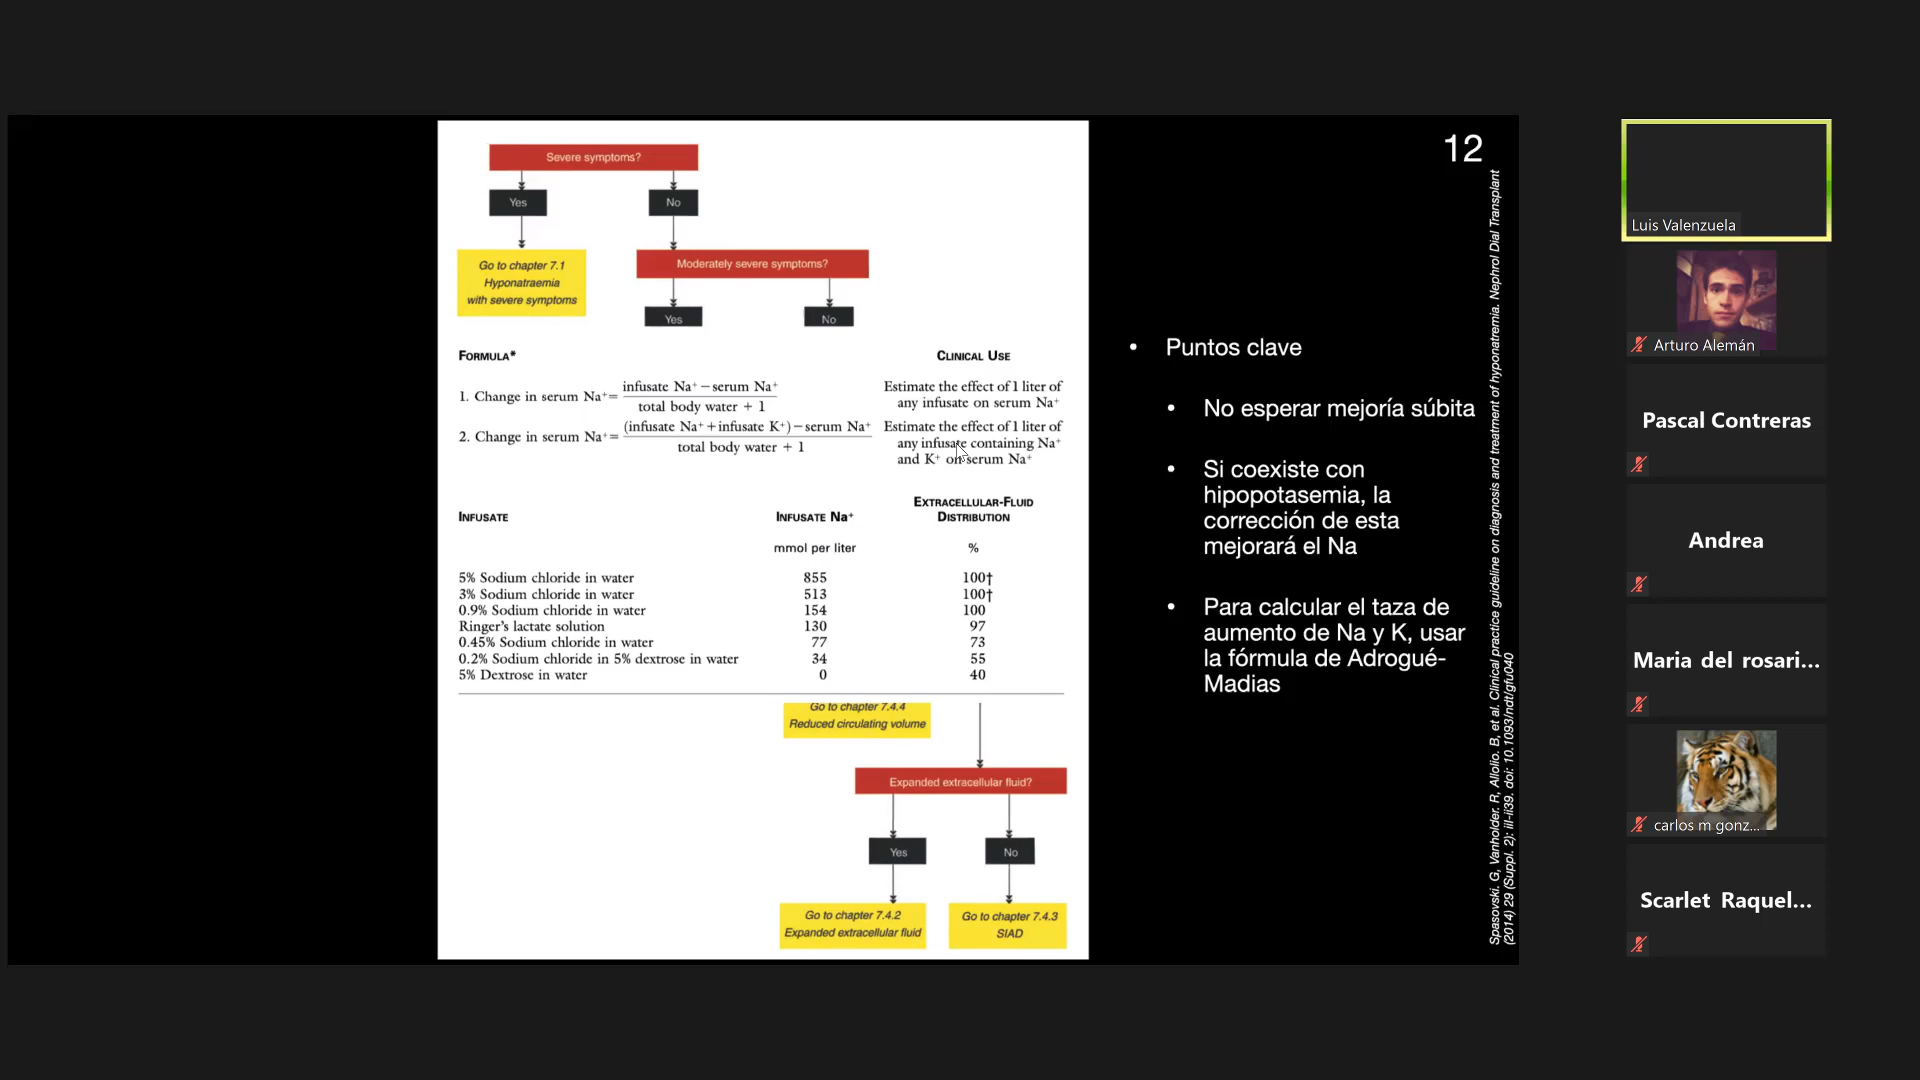 Severe symptoms?
Yes
No
Go to chapter 7.1
Hyponatraemia
with severe symptoms
Moderately severe symptoms?
Yes
No
FORMULA*
CLINICAL USE
1. Change in serum Na⁺= infusate Na⁺ − serum Na⁺ / total body water + 1
Estimate the effect of 1 liter of
any infusate on serum Na⁺
2. Change in serum Na⁺= (infusate Na⁺ + infusate K⁺) − serum Na⁺ / total body water + 1
Estimate the effect of 1 liter of
any infusate containing Na⁺
and K⁺ on serum Na⁺
INFUSATE
INFUSATE Na⁺
EXTRACELLULAR-FLUID
DISTRIBUTION
mmol per liter
%
5% Sodium chloride in water 855 100†
3% Sodium chloride in water 513 100†
0.9% Sodium chloride in water 154 100
Ringer's lactate solution 130 97
0.45% Sodium chloride in water 77 73
0.2% Sodium chloride in 5% dextrose in water 34 55
5% Dextrose in water 0 40
Go to chapter 7.4.4
Reduced circulating volume
Expanded extracellular fluid?
Yes
No
Go to chapter 7.4.2
Expanded extracellular fluid
Go to chapter 7.4.3
SIAD
12
• Puntos clave
• No esperar mejoría súbita
• Si coexiste con
hipopotasemia, la
corrección de esta
mejorará el Na
• Para calcular el taza de
aumento de Na y K, usar
la fórmula de Adrogué-
Madias
Spasovski. G, Vanholder. R, Allolio. B, et al. Clinical practice guideline on diagnosis and treatment of hyponatremia. Nephrol Dial Transplant
(2014) 29 (Suppl. 2): iiI–ii39. doi: 10.1093/ndt/gfu040
Luis Valenzuela
Arturo Alemán
Pascal Contreras
Andrea
Maria del rosari...
carlos m gonz...
Scarlet Raquel...